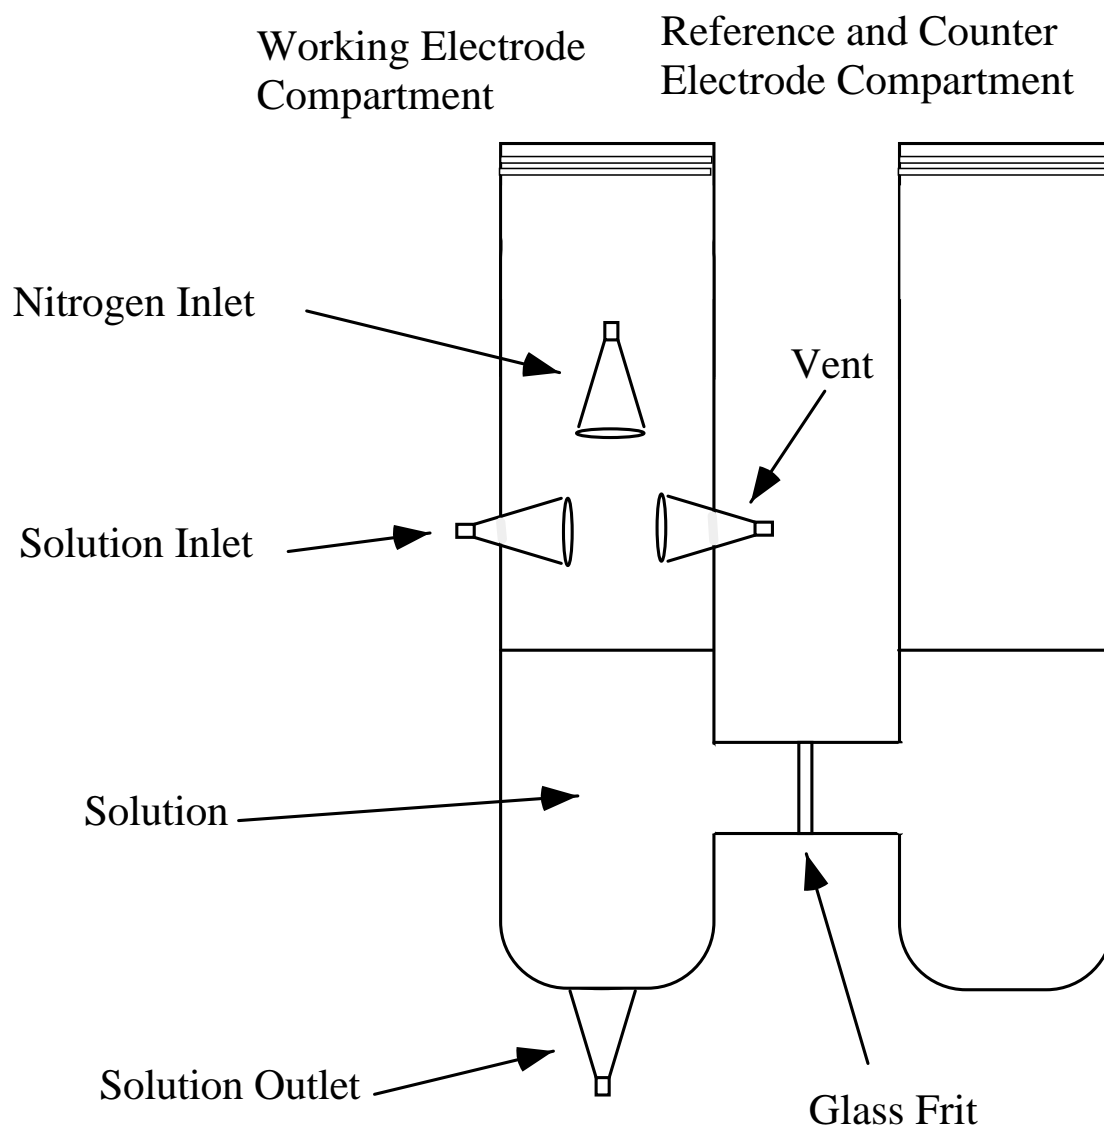 Working Electrode
Compartment
Reference and Counter
Electrode Compartment
Nitrogen Inlet
Vent
Solution Inlet
Solution
Solution Outlet
Glass Frit